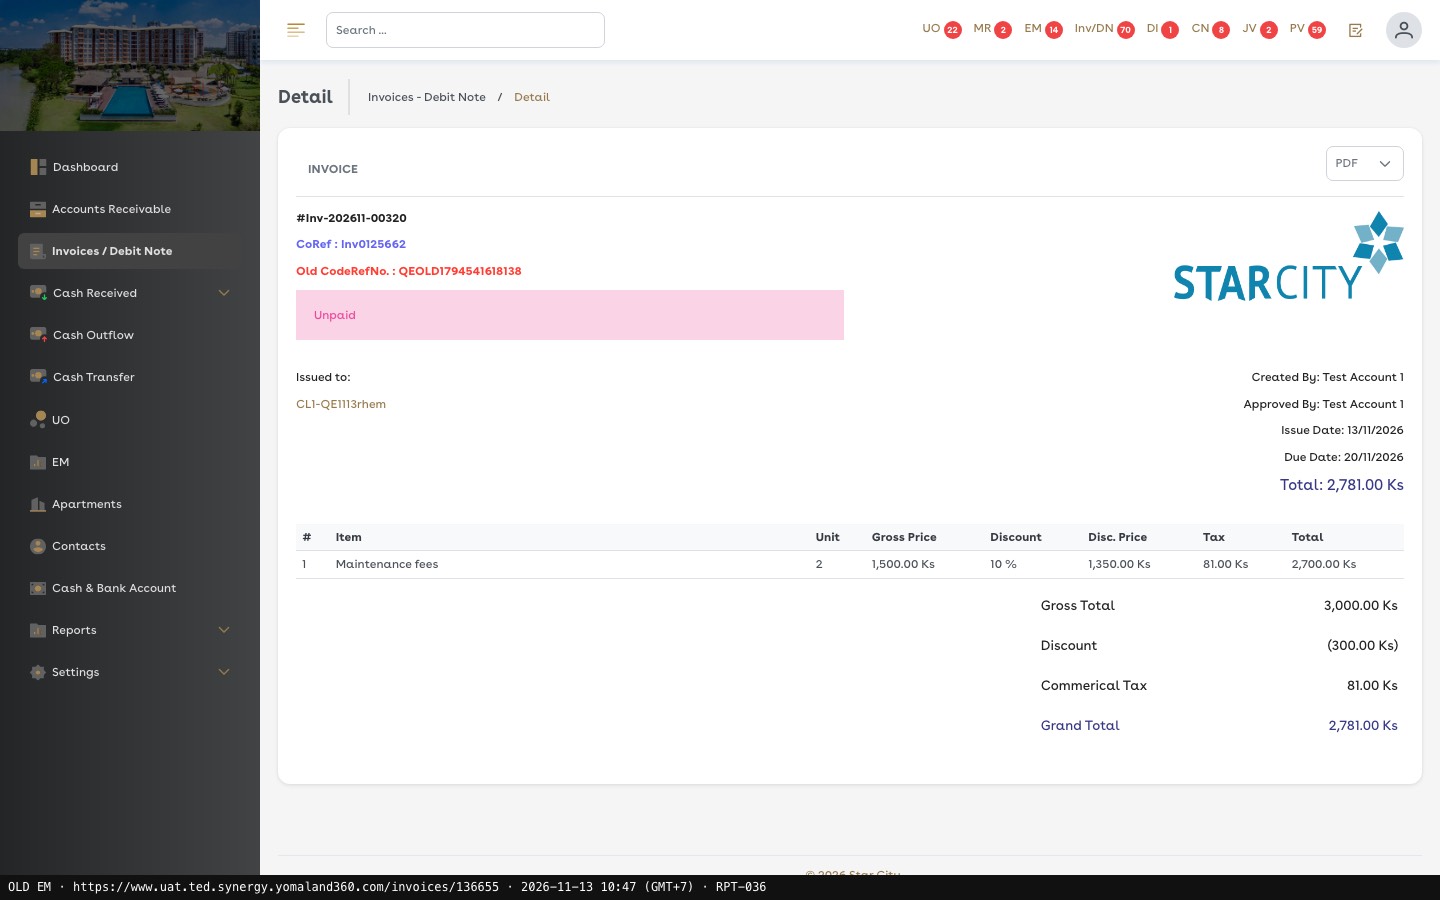 Search ...
UO 22 MR 2 EM 14 Inv/DN 70 DI 1 CN 8 JV 2 PV 59
Detail Invoices - Debit Note / Detail
Dashboard
Accounts Receivable
Invoices / Debit Note
Cash Received
Cash Outflow
Cash Transfer
UO
EM
Apartments
Contacts
Cash & Bank Account
Reports
Settings
INVOICE
PDF
#Inv-202611-00320
CoRef : Inv0125662
Old CodeRefNo. : QEOLD1794541618138
Unpaid
STARCITY
Issued to:
CL1-QE1113rhem
Created By: Test Account 1
Approved By: Test Account 1
Issue Date: 13/11/2026
Due Date: 20/11/2026
Total: 2,781.00 Ks
# Item Unit Gross Price Discount Disc. Price Tax Total
1 Maintenance fees 2 1,500.00 Ks 10 % 1,350.00 Ks 81.00 Ks 2,700.00 Ks
Gross Total 3,000.00 Ks
Discount (300.00 Ks)
Commerical Tax 81.00 Ks
Grand Total 2,781.00 Ks
© 2026 Star City
OLD EM · https://www.uat.ted.synergy.yomaland360.com/invoices/136655 · 2026-11-13 10:47 (GMT+7) · RPT-036